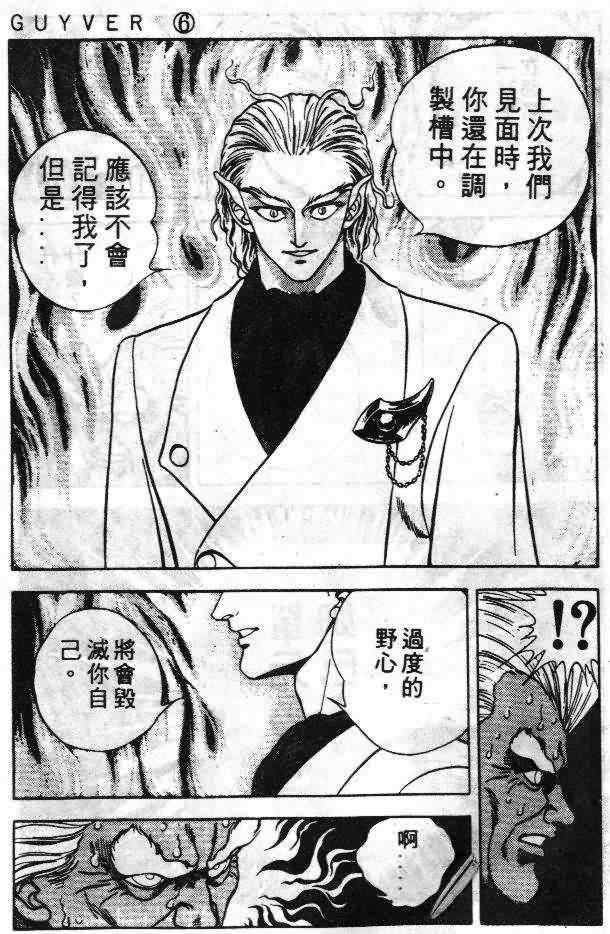 GUYVER ⑥
上次我們
見面時，
你還在調
製槽中。
應該不會
記得我了，
但是....
!?
過度的
野心，
將會毀
滅你自
己。
啊....